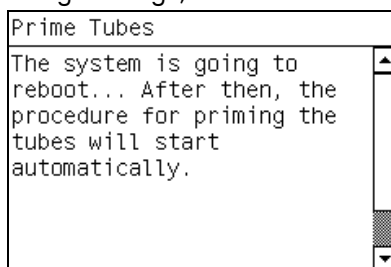 Prime Tubes
The system is going to
reboot... After then, the
procedure for priming the
tubes will start
automatically.